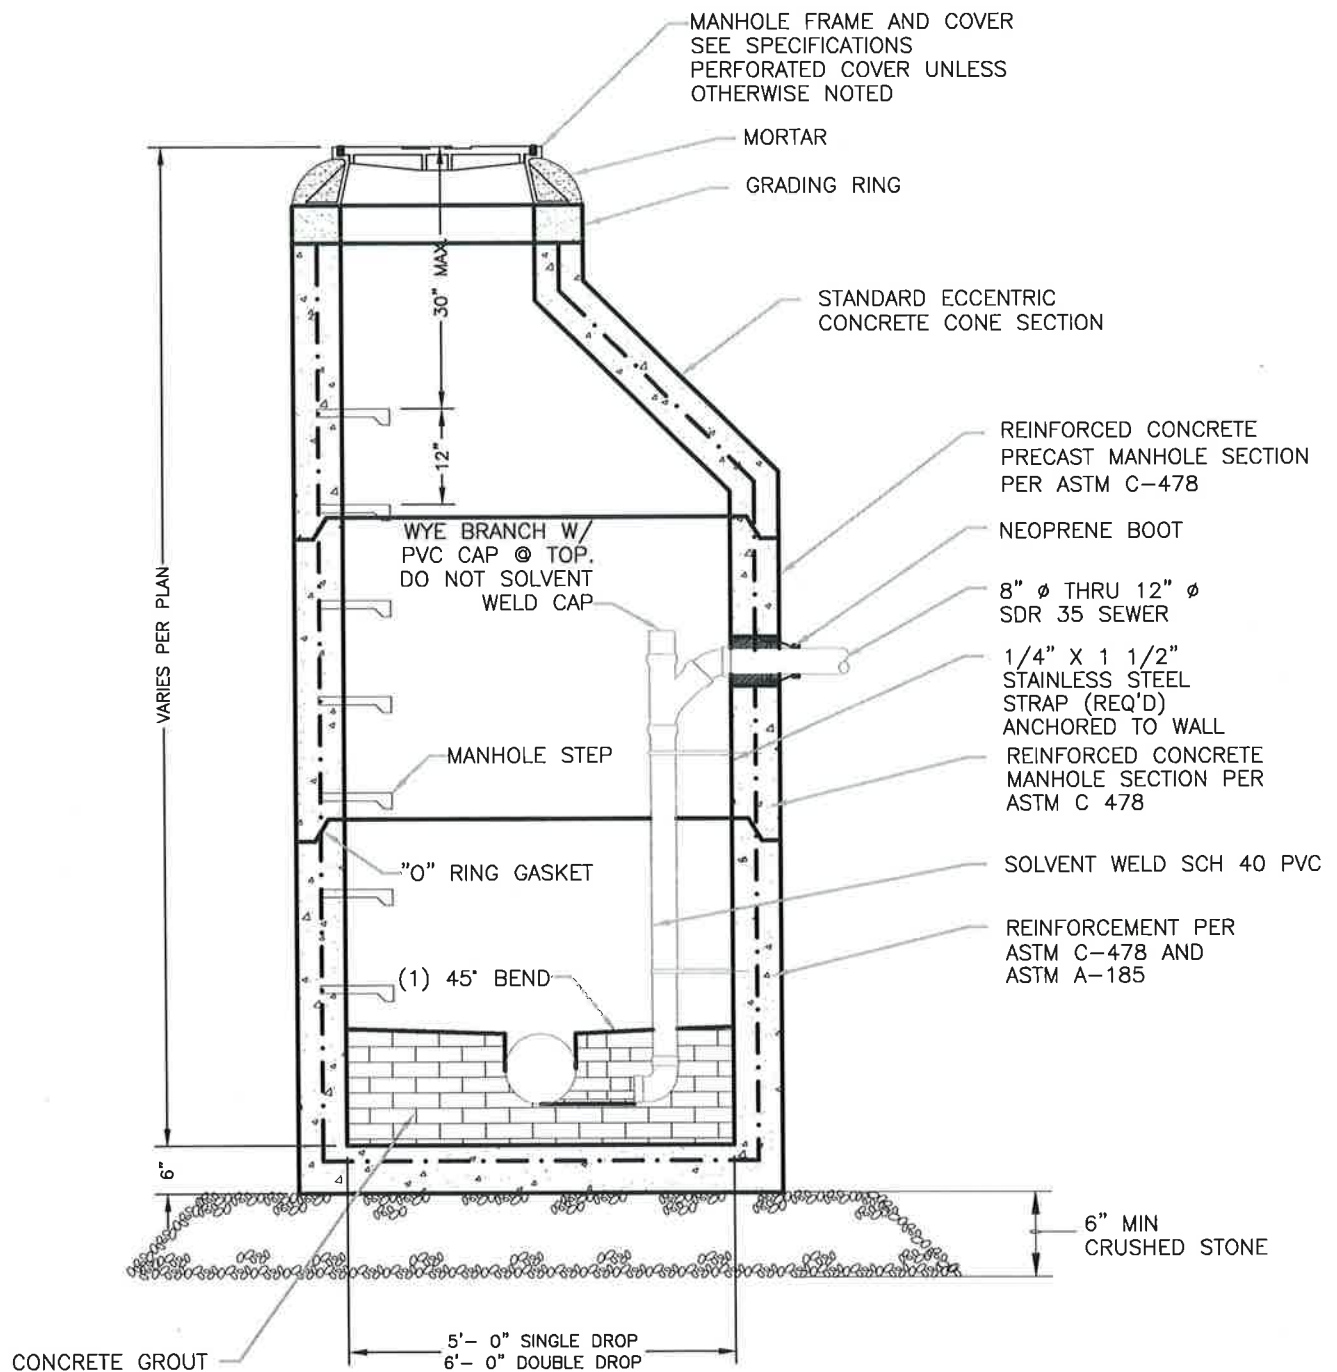 MANHOLE FRAME AND COVER
SEE SPECIFICATIONS
PERFORATED COVER UNLESS
OTHERWISE NOTED
MORTAR
GRADING RING
30" MAX.
STANDARD ECCENTRIC
CONCRETE CONE SECTION
12"
REINFORCED CONCRETE
PRECAST MANHOLE SECTION
PER ASTM C-478
WYE BRANCH W/
PVC CAP @ TOP.
DO NOT SOLVENT
WELD CAP
NEOPRENE BOOT
8" ø THRU 12" ø
SDR 35 SEWER
VARIES PER PLAN
1/4" X 1 1/2"
STAINLESS STEEL
STRAP (REQ'D)
ANCHORED TO WALL
MANHOLE STEP
REINFORCED CONCRETE
MANHOLE SECTION PER
ASTM C 478
"O" RING GASKET
SOLVENT WELD SCH 40 PVC
REINFORCEMENT PER
ASTM C-478 AND
ASTM A-185
(1) 45° BEND
6"
6" MIN
CRUSHED STONE
CONCRETE GROUT
5'- 0" SINGLE DROP
6'- 0" DOUBLE DROP